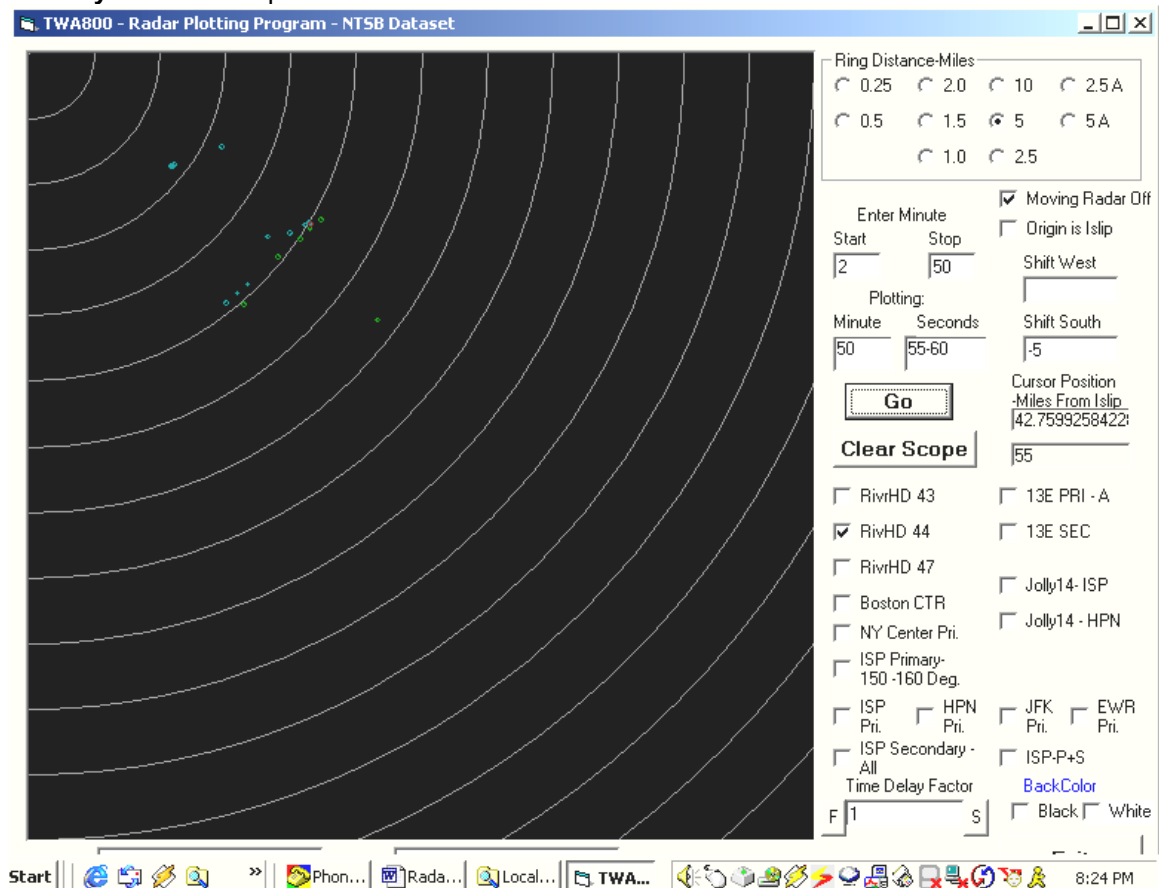 TWA800 - Radar Plotting Program - NTSB Dataset
Ring Distance-Miles
0.25 2.0 10 2.5A
0.5 1.5 5 5A
1.0 2.5
Moving Radar Off
Enter Minute
Origin is Islip
Start Stop
2 50
Shift West
Plotting:
Minute Seconds
50 55-60
Shift South
-5
Cursor Position
-Miles From Islip
Go
42.7599258422
Clear Scope
55
RivrHD 43 13E PRI - A
RivHD 44 13E SEC
RivrHD 47
Jolly14- ISP
Boston CTR
Jolly14 - HPN
NY Center Pri.
ISP Primary-
150 -160 Deg.
ISP Pri. HPN Pri. JFK Pri. EWR Pri.
ISP Secondary -
All
ISP-P+S
Time Delay Factor BackColor
F 1 S Black White
Start » Phon... Rada... Local... TWA... 8:24 PM